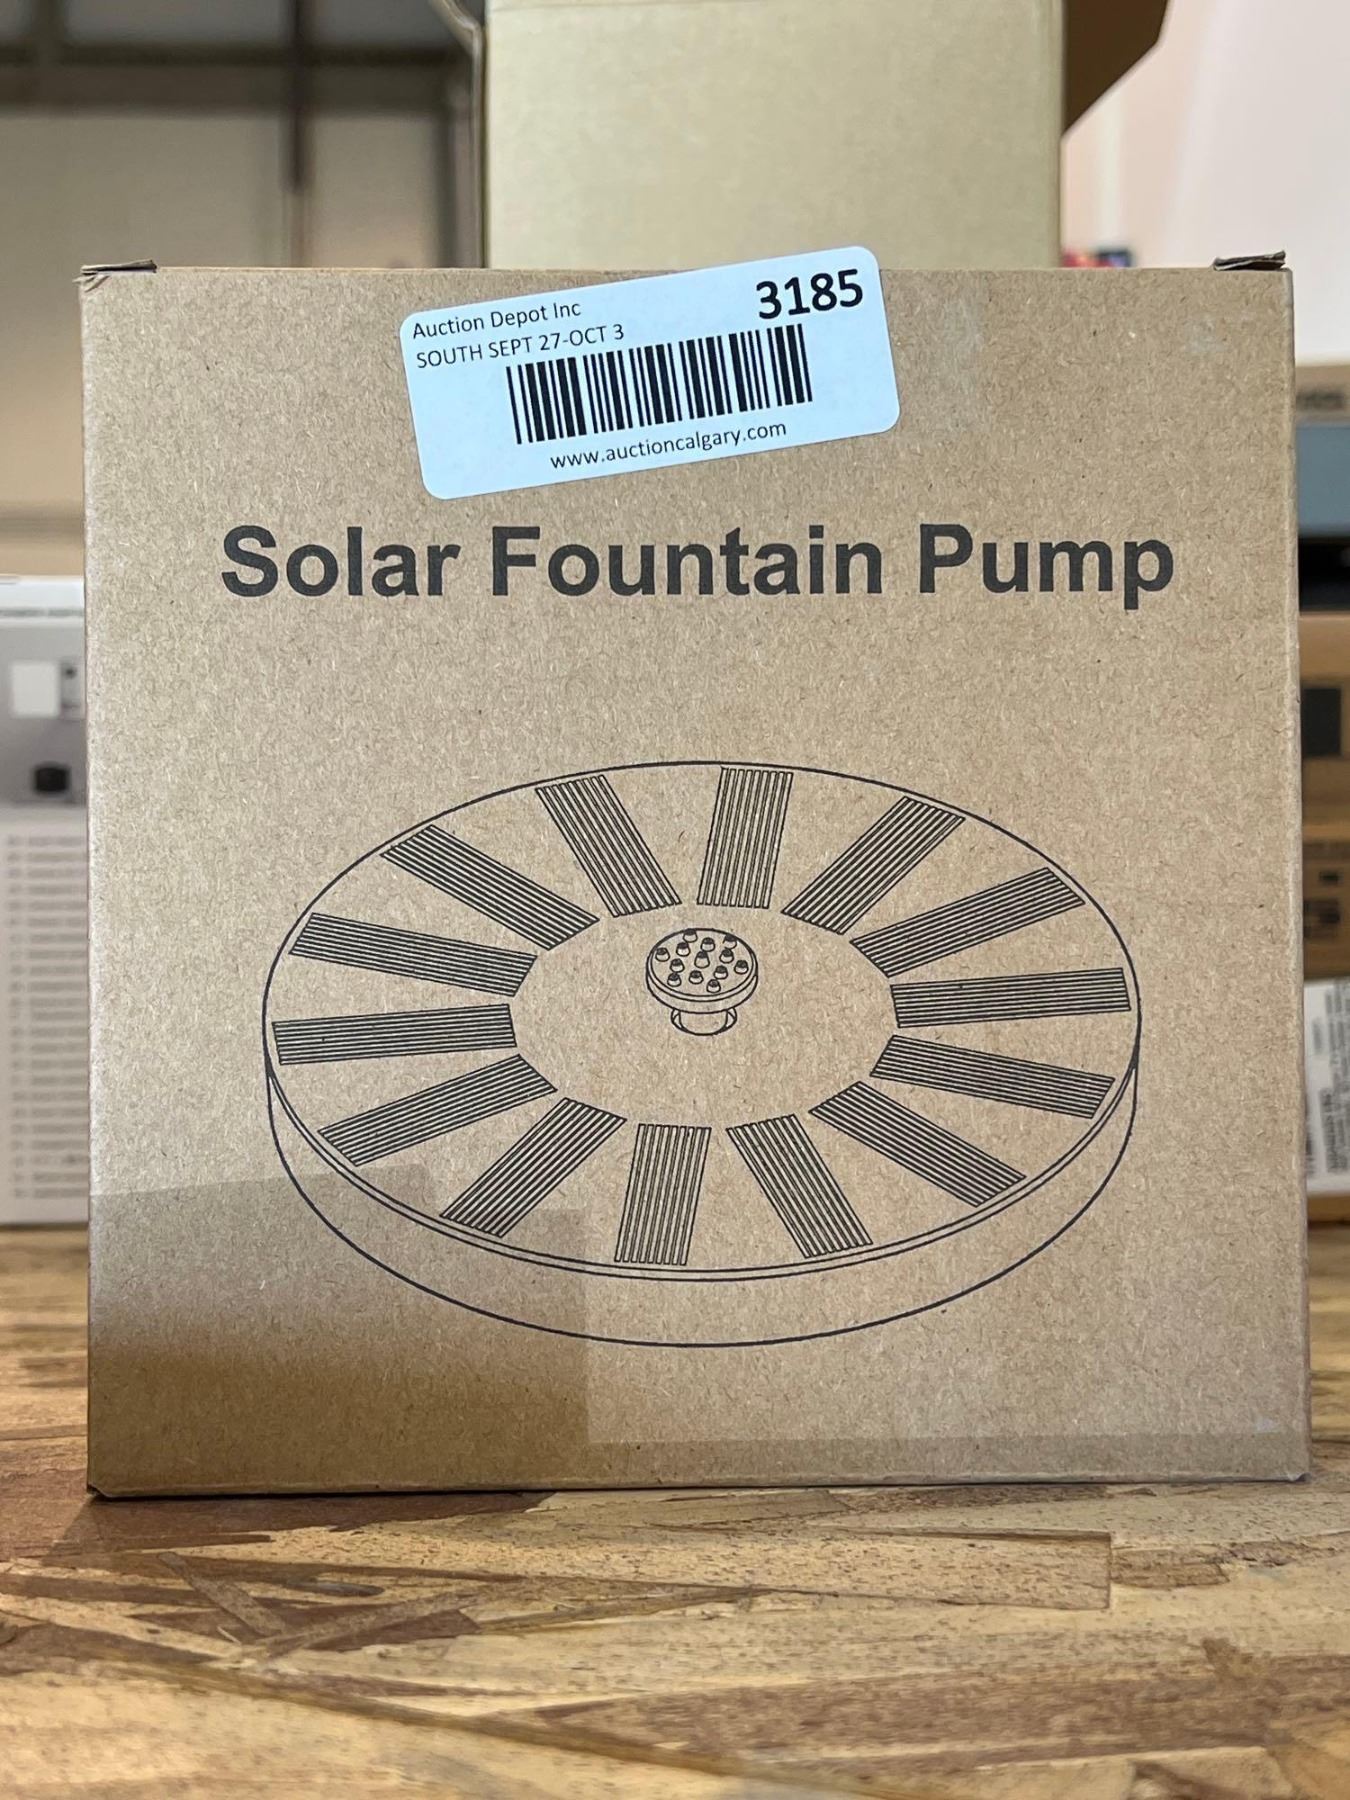 Auction Depot Inc
3185
SOUTH SEPT 27-OCT 3
www.auctioncalgary.com
Solar Fountain Pump